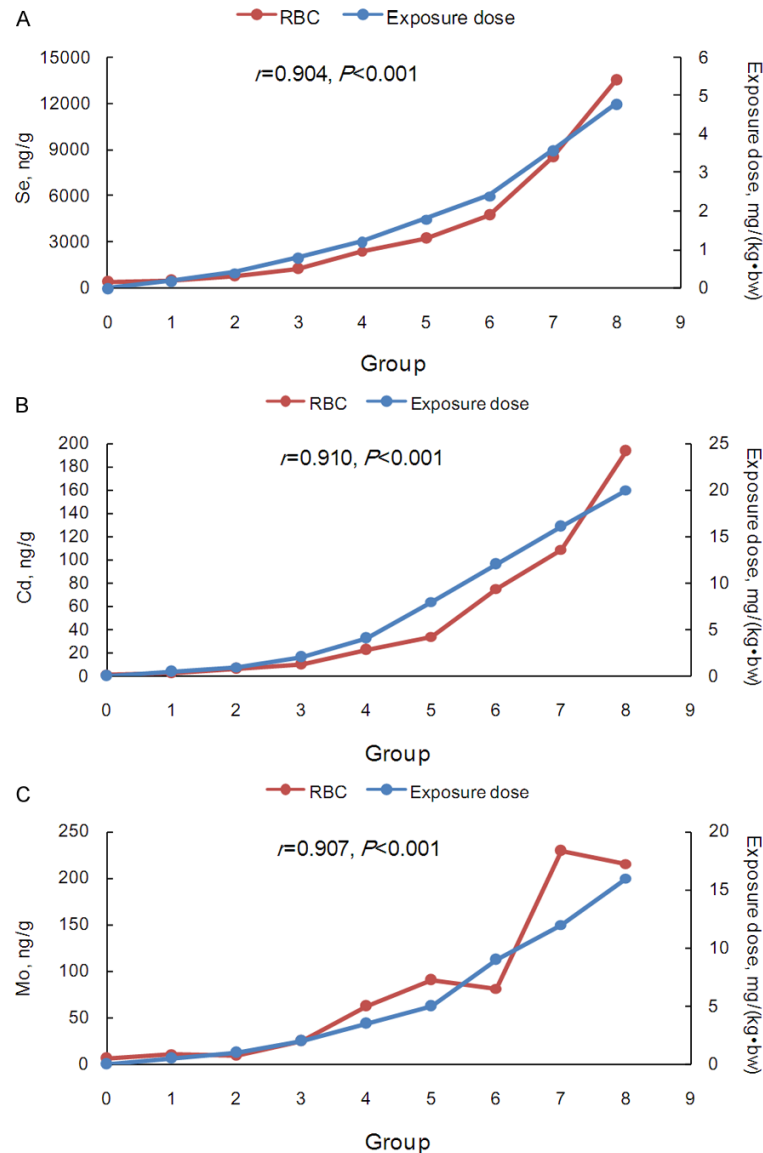 A
RBC Exposure dose
r=0.904, P<0.001
Se, ng/g
15000
12000
9000
6000
3000
0
6
5
4
3
2
1
0
Exposure dose, mg/(kg•bw)
0 1 2 3 4 5 6 7 8 9
Group
B
RBC Exposure dose
r=0.910, P<0.001
Cd, ng/g
200
180
160
140
120
100
80
60
40
20
0
25
20
15
10
5
0
Exposure dose, mg/(kg•bw)
0 1 2 3 4 5 6 7 8 9
Group
C
RBC Exposure dose
r=0.907, P<0.001
Mo, ng/g
250
200
150
100
50
0
20
15
10
5
0
Exposure dose, mg/(kg•bw)
0 1 2 3 4 5 6 7 8 9
Group